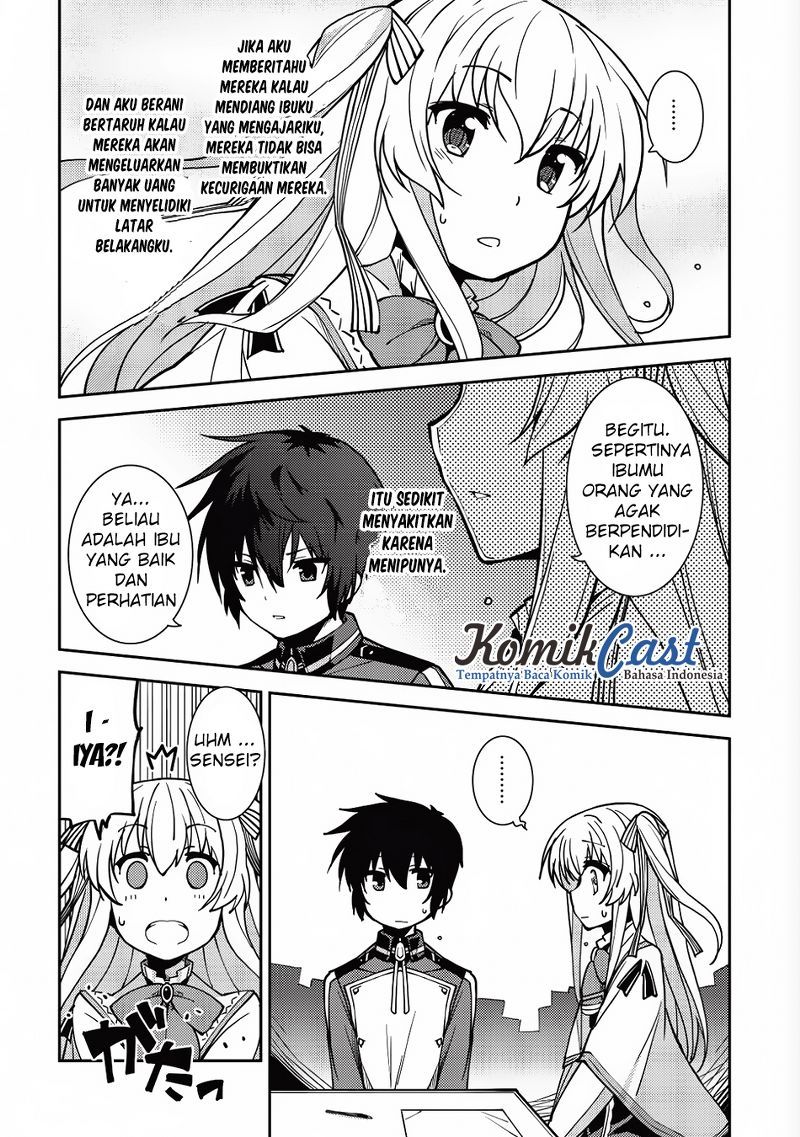 JIKA AKU
MEMBERITAHU
MEREKA KALAU
MENDIANG IBUKU
YANG MENGAJARIKU,
MEREKA TIDAK BISA
MEMBUKTIKAN
KECURIGAAN MEREKA.
DAN AKU BERANI
BERTARUH KALAU
MEREKA AKAN
MENGELUARKAN
BANYAK UANG
UNTUK MENYELIDIKI
LATAR
BELAKANGKU.
......
BEGITU.
SEPERTINYA
IBUMU
ORANG YANG
AGAK
BERPENDIDI-
KAN ...
ITU SEDIKIT
MENYAKITKAN
KARENA
MENIPUNYA.
YA...
BELIAU
ADALAH IBU
YANG BAIK
DAN
PERHATIAN
KomikCast
Tempatnya Baca Komik Bahasa Indonesia
......
UHM ...
SENSEI?
I -
IYA?!
ガタッ